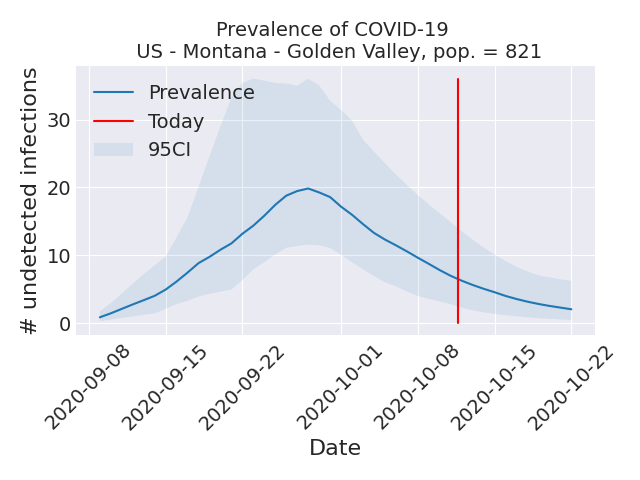 Prevalence of COVID-19
US - Montana - Golden Valley, pop. = 821
# undetected infections
30
20
10
0
Prevalence
Today
95CI
2020-09-08
2020-09-15
2020-09-22
2020-10-01
2020-10-08
2020-10-15
2020-10-22
Date